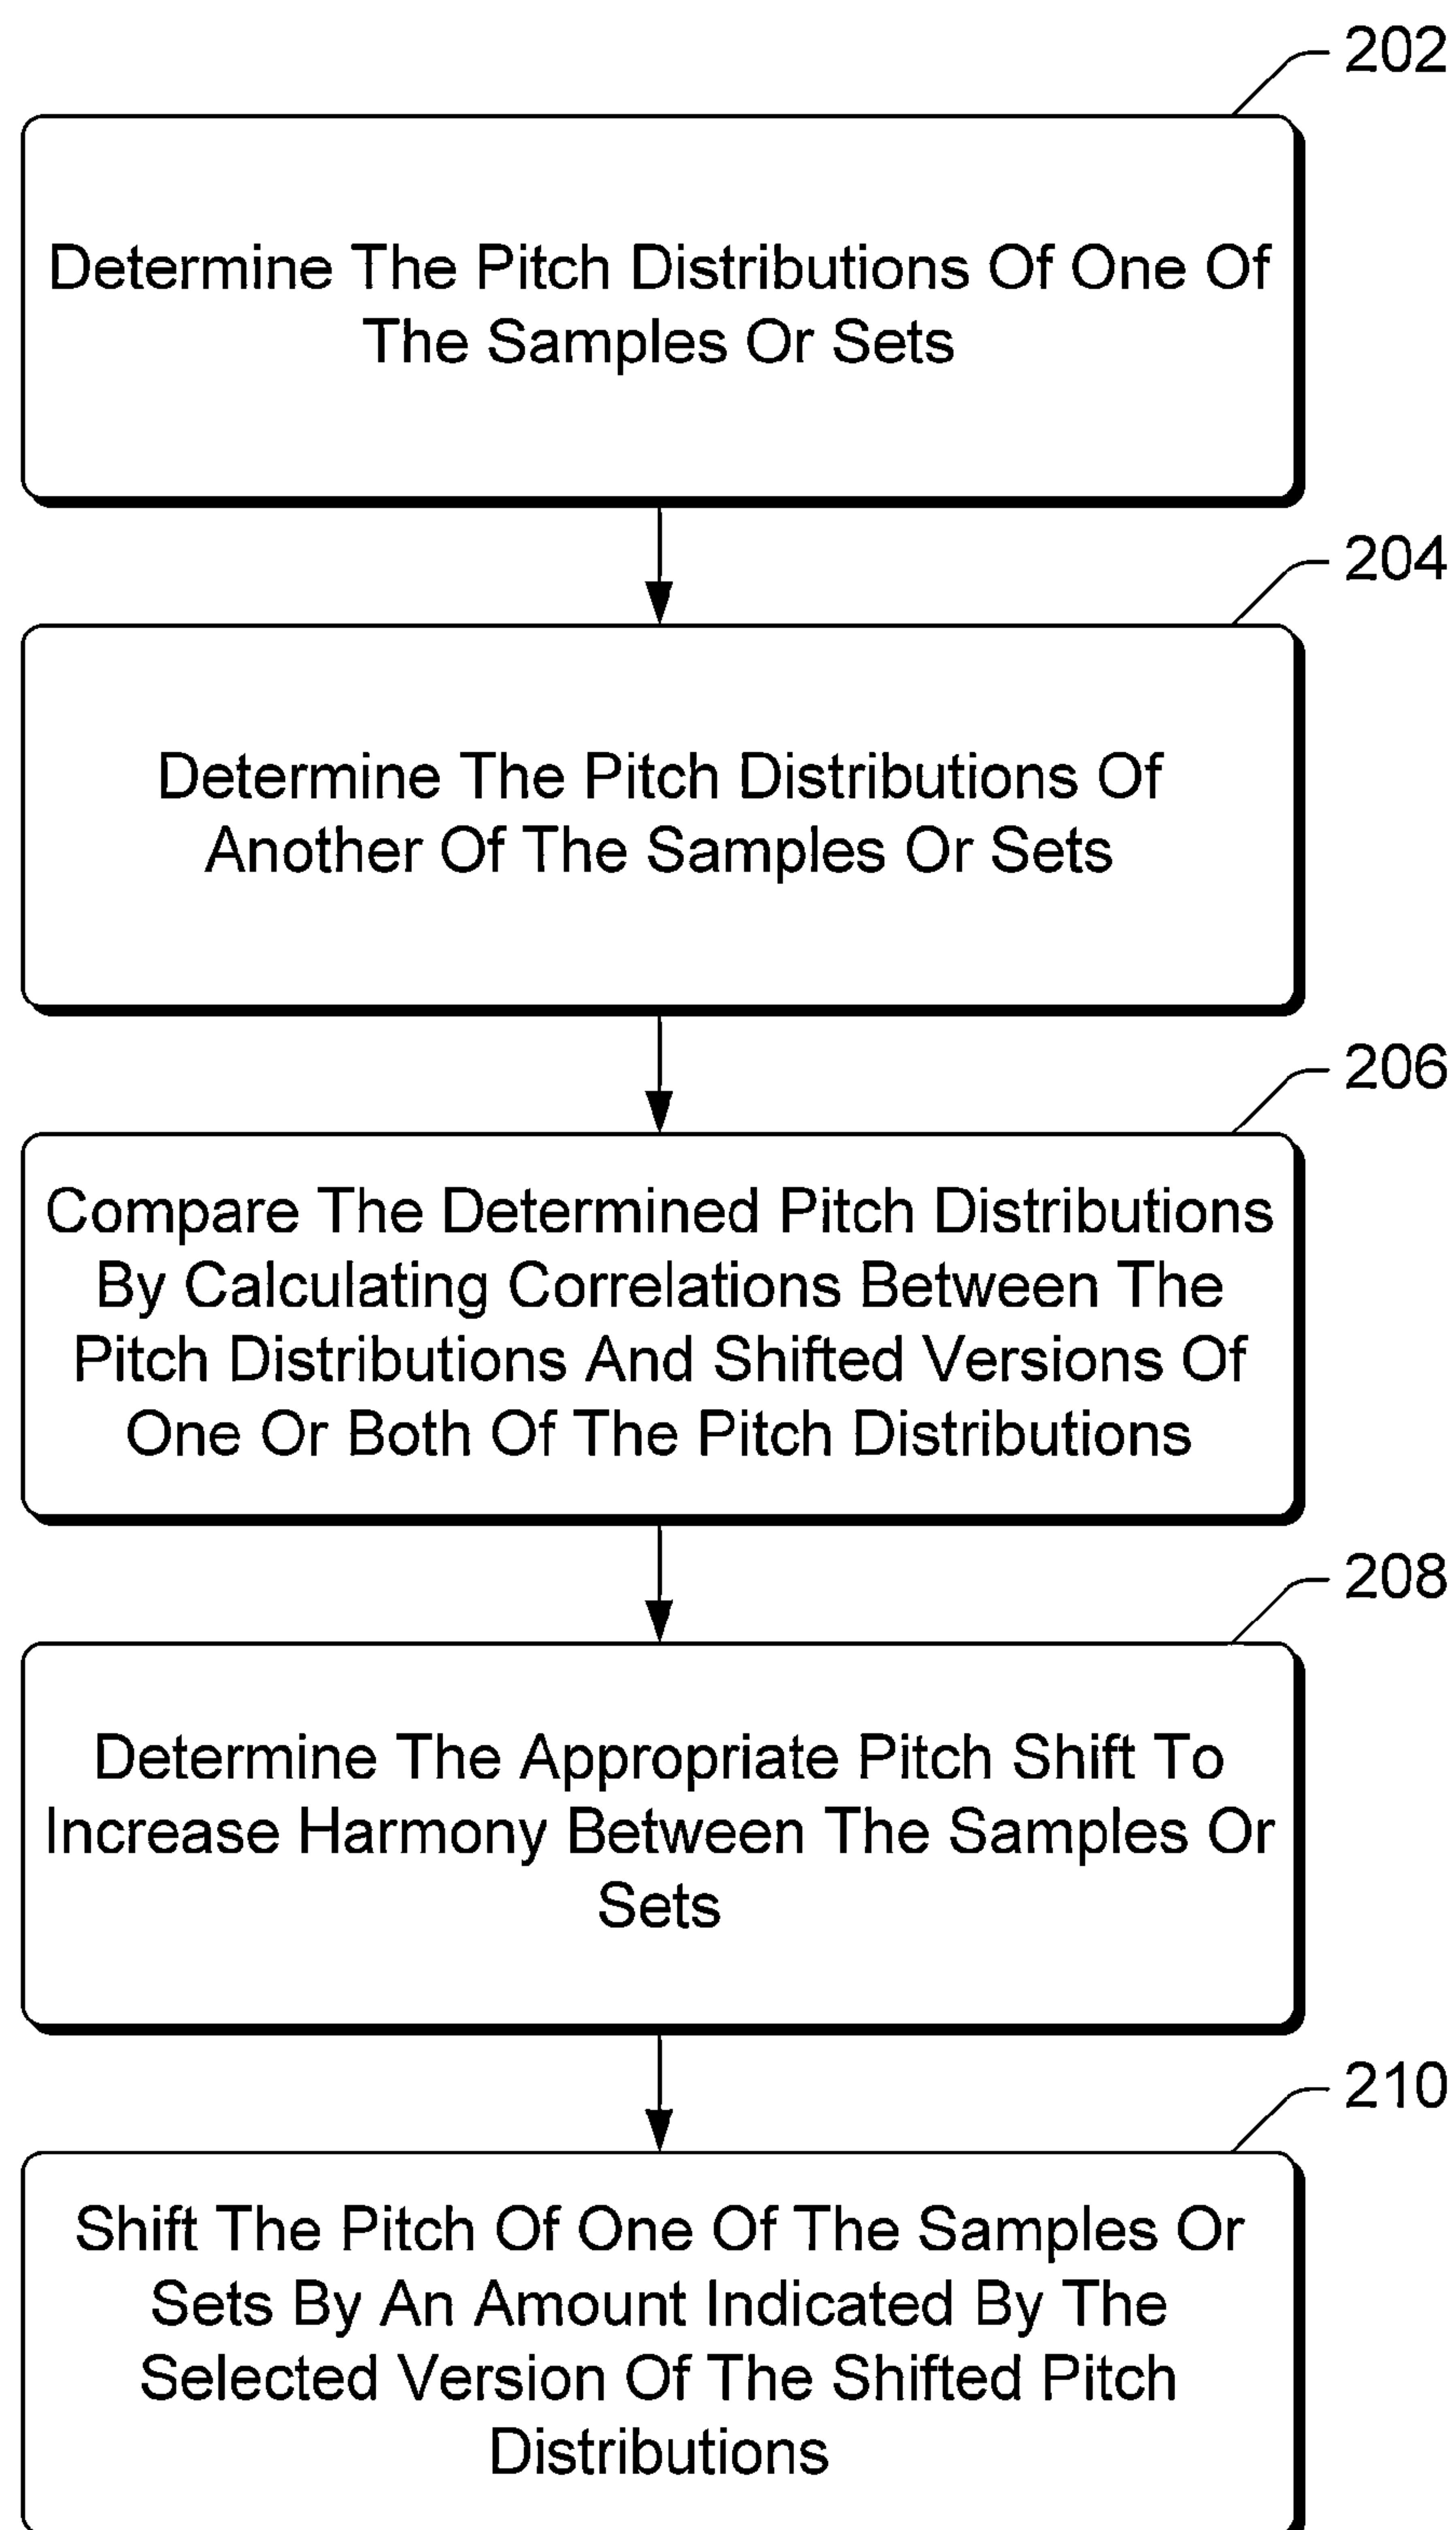 202
Determine The Pitch Distributions Of One Of
The Samples Or Sets
204
Determine The Pitch Distributions Of
Another Of The Samples Or Sets
206
Compare The Determined Pitch Distributions
By Calculating Correlations Between The
Pitch Distributions And Shifted Versions Of
One Or Both Of The Pitch Distributions
208
Determine The Appropriate Pitch Shift To
Increase Harmony Between The Samples Or
Sets
210
Shift The Pitch Of One Of The Samples Or
Sets By An Amount Indicated By The
Selected Version Of The Shifted Pitch
Distributions